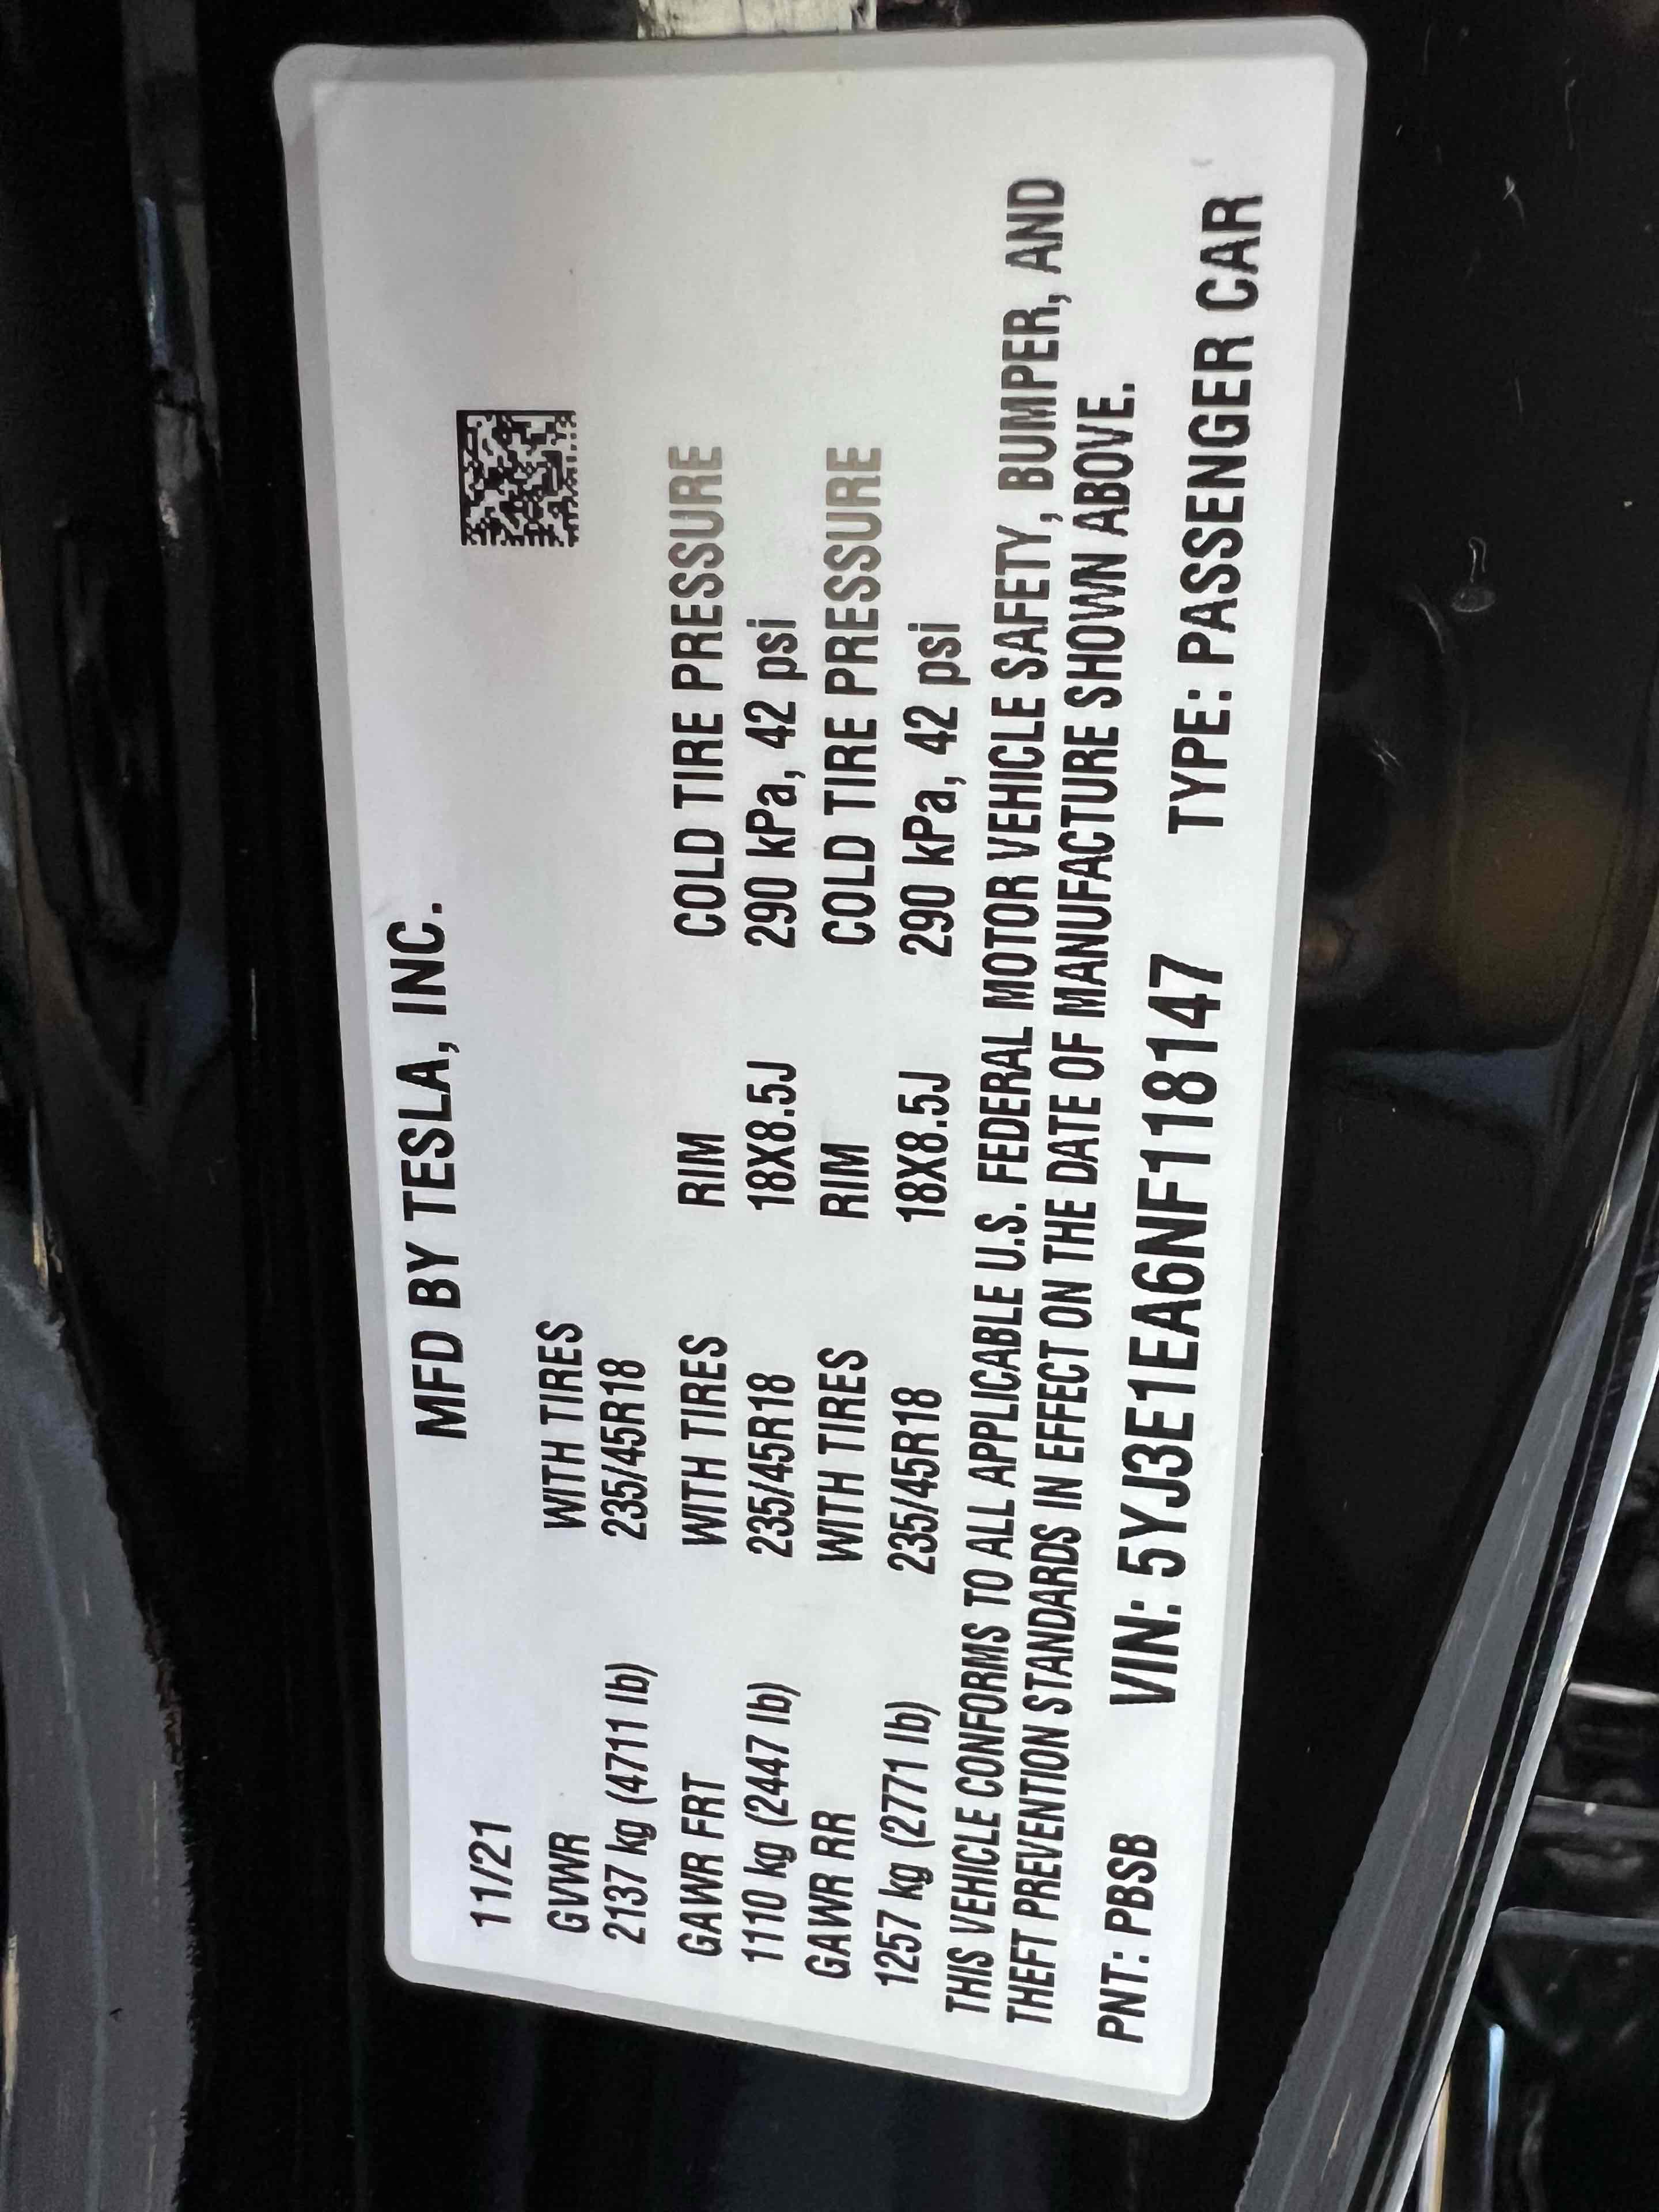 MFD BY TESLA, INC.
11/21
GVWR WITH TIRES
2137 kg (4711 lb) 235/45R18
GAWR FRT WITH TIRES RIM COLD TIRE PRESSURE
1110 kg (2447 lb) 235/45R18 18X8.5J 290 kPa, 42 psi
GAWR RR WITH TIRES RIM COLD TIRE PRESSURE
1257 kg (2771 lb) 235/45R18 18X8.5J 290 kPa, 42 psi
THIS VEHICLE CONFORMS TO ALL APPLICABLE U.S. FEDERAL MOTOR VEHICLE SAFETY, BUMPER, AND
THEFT PREVENTION STANDARDS IN EFFECT ON THE DATE OF MANUFACTURE SHOWN ABOVE.
PNT: PBSB VIN: 5YJ3E1EA6NF118147 TYPE: PASSENGER CAR